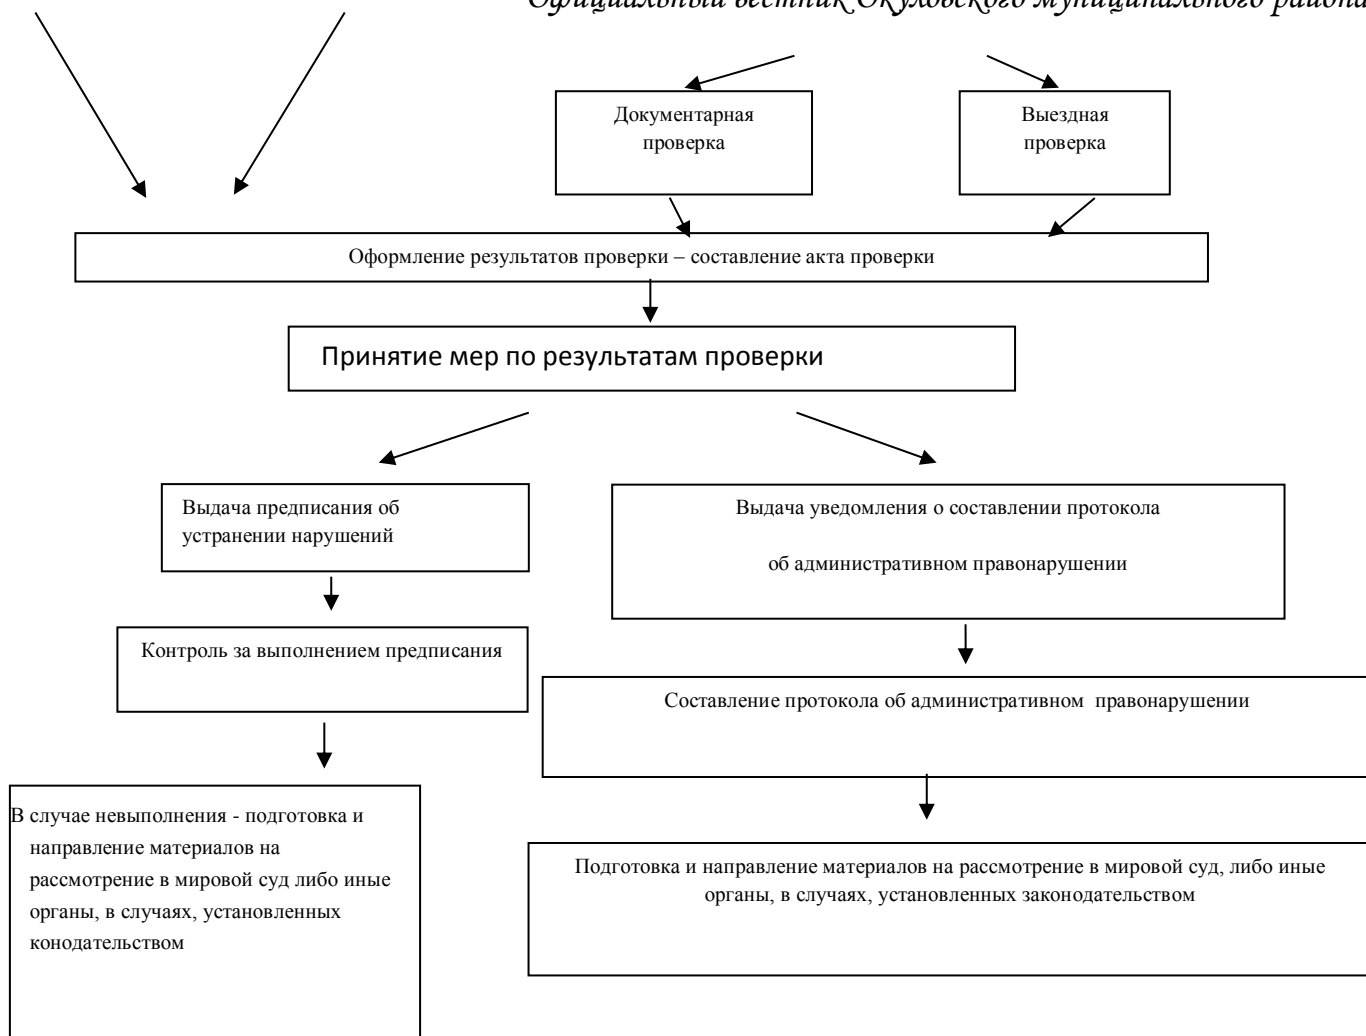 Официальный вестник Окуловского муниципального района
Документарная
проверка
Выездная
проверка
Оформление результатов проверки – составление акта проверки
Принятие мер по результатам проверки
Выдача предписания об
устранении нарушений
Выдача уведомления о составлении протокола
об административном правонарушении
Контроль за выполнением предписания
Составление протокола об административном правонарушении
В случае невыполнения - подготовка и
направление материалов на
рассмотрение в мировой суд либо иные
органы, в случаях, установленных
конодательством
Подготовка и направление материалов на рассмотрение в мировой суд, либо иные
органы, в случаях, установленных законодательством